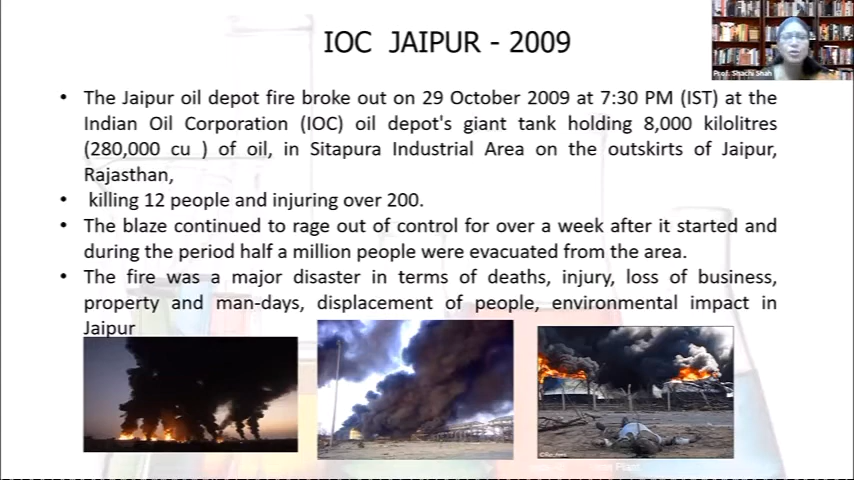 IOC JAIPUR - 2009
Prof. Shachi Shah
• The Jaipur oil depot fire broke out on 29 October 2009 at 7:30 PM (IST) at the
Indian Oil Corporation (IOC) oil depot's giant tank holding 8,000 kilolitres
(280,000 cu ) of oil, in Sitapura Industrial Area on the outskirts of Jaipur,
Rajasthan,
• killing 12 people and injuring over 200.
• The blaze continued to rage out of control for over a week after it started and
during the period half a million people were evacuated from the area.
• The fire was a major disaster in terms of deaths, injury, loss of business,
property and man-days, displacement of people, environmental impact in
Jaipur
Plant